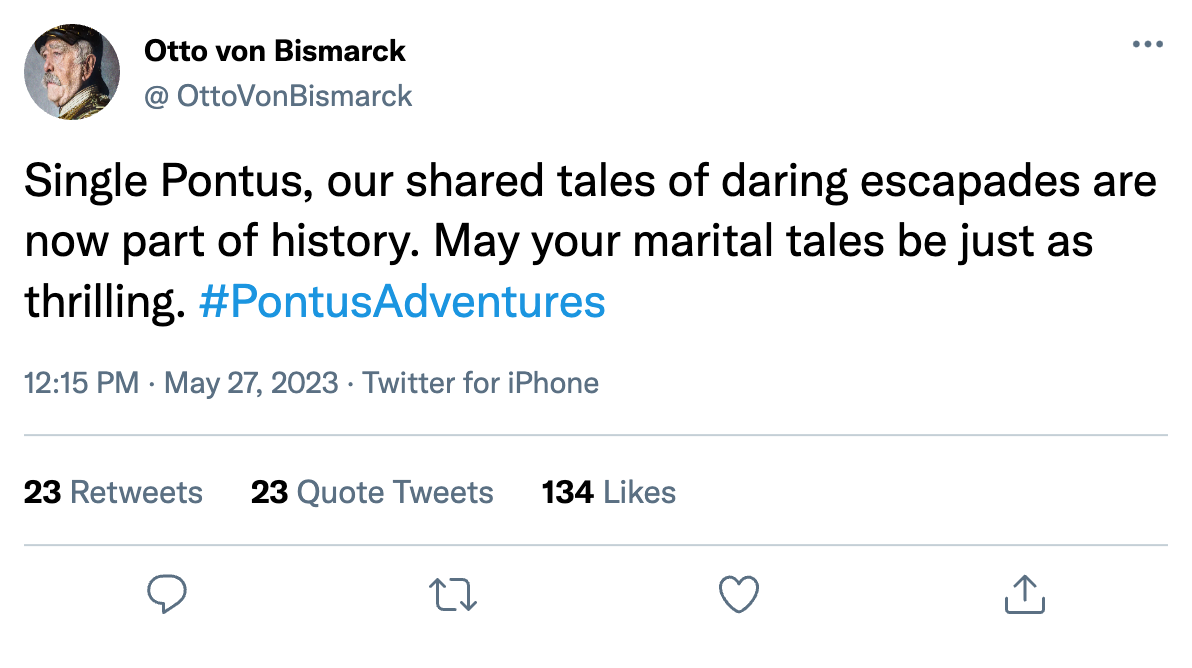 Otto von Bismarck
@ OttoVonBismarck
Single Pontus, our shared tales of daring escapades are
now part of history. May your marital tales be just as
thrilling. #PontusAdventures
12:15 PM · May 27, 2023 · Twitter for iPhone
23 Retweets 23 Quote Tweets 134 Likes